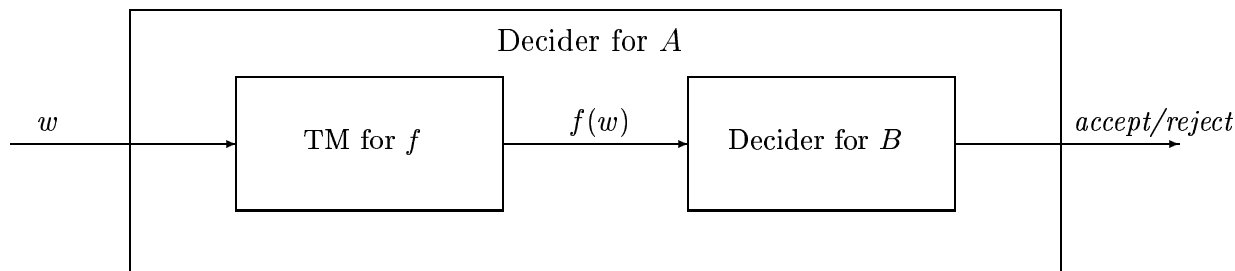 Decider for A
w
TM for f
f(w)
Decider for B
accept/reject